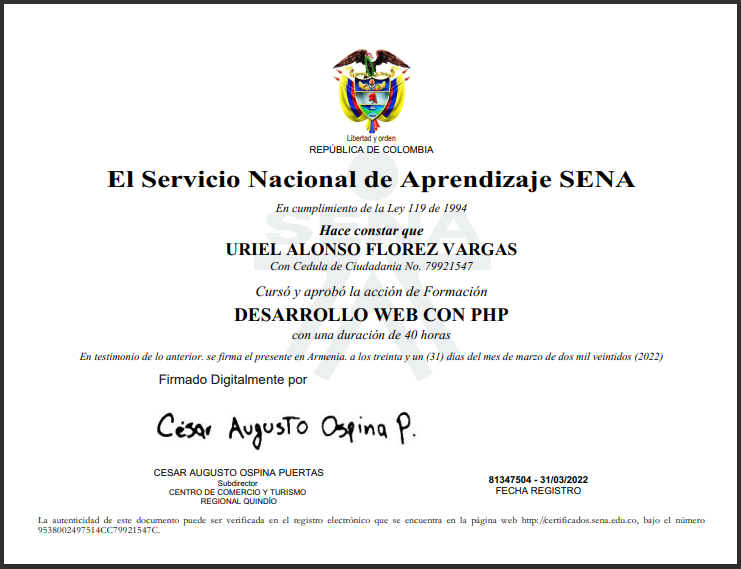 Libertad y orden
REPÚBLICA DE COLOMBIA
El Servicio Nacional de Aprendizaje SENA
En cumplimiento de la Ley 119 de 1994
SENA
Hace constar que
URIEL ALONSO FLOREZ VARGAS
Con Cedula de Ciudadania No. 79921547
Cursó y aprobó la acción de Formación
DESARROLLO WEB CON PHP
con una duración de 40 horas
En testimonio de lo anterior. se firma el presente en Armenia. a los treinta y un (31) dias del mes de marzo de dos mil veintidos (2022)
Firmado Digitalmente por
César Augusto Ospina P.
CESAR AUGUSTO OSPINA PUERTAS
Subdirector
CENTRO DE COMERCIO Y TURISMO
REGIONAL QUINDÍO
81347504 - 31/03/2022
FECHA REGISTRO
La autenticidad de este documento puede ser verificada en el registro electrónico que se encuentra en la página web http://certificados.sena.edu.co, bajo el número
9538002497514CC79921547C.